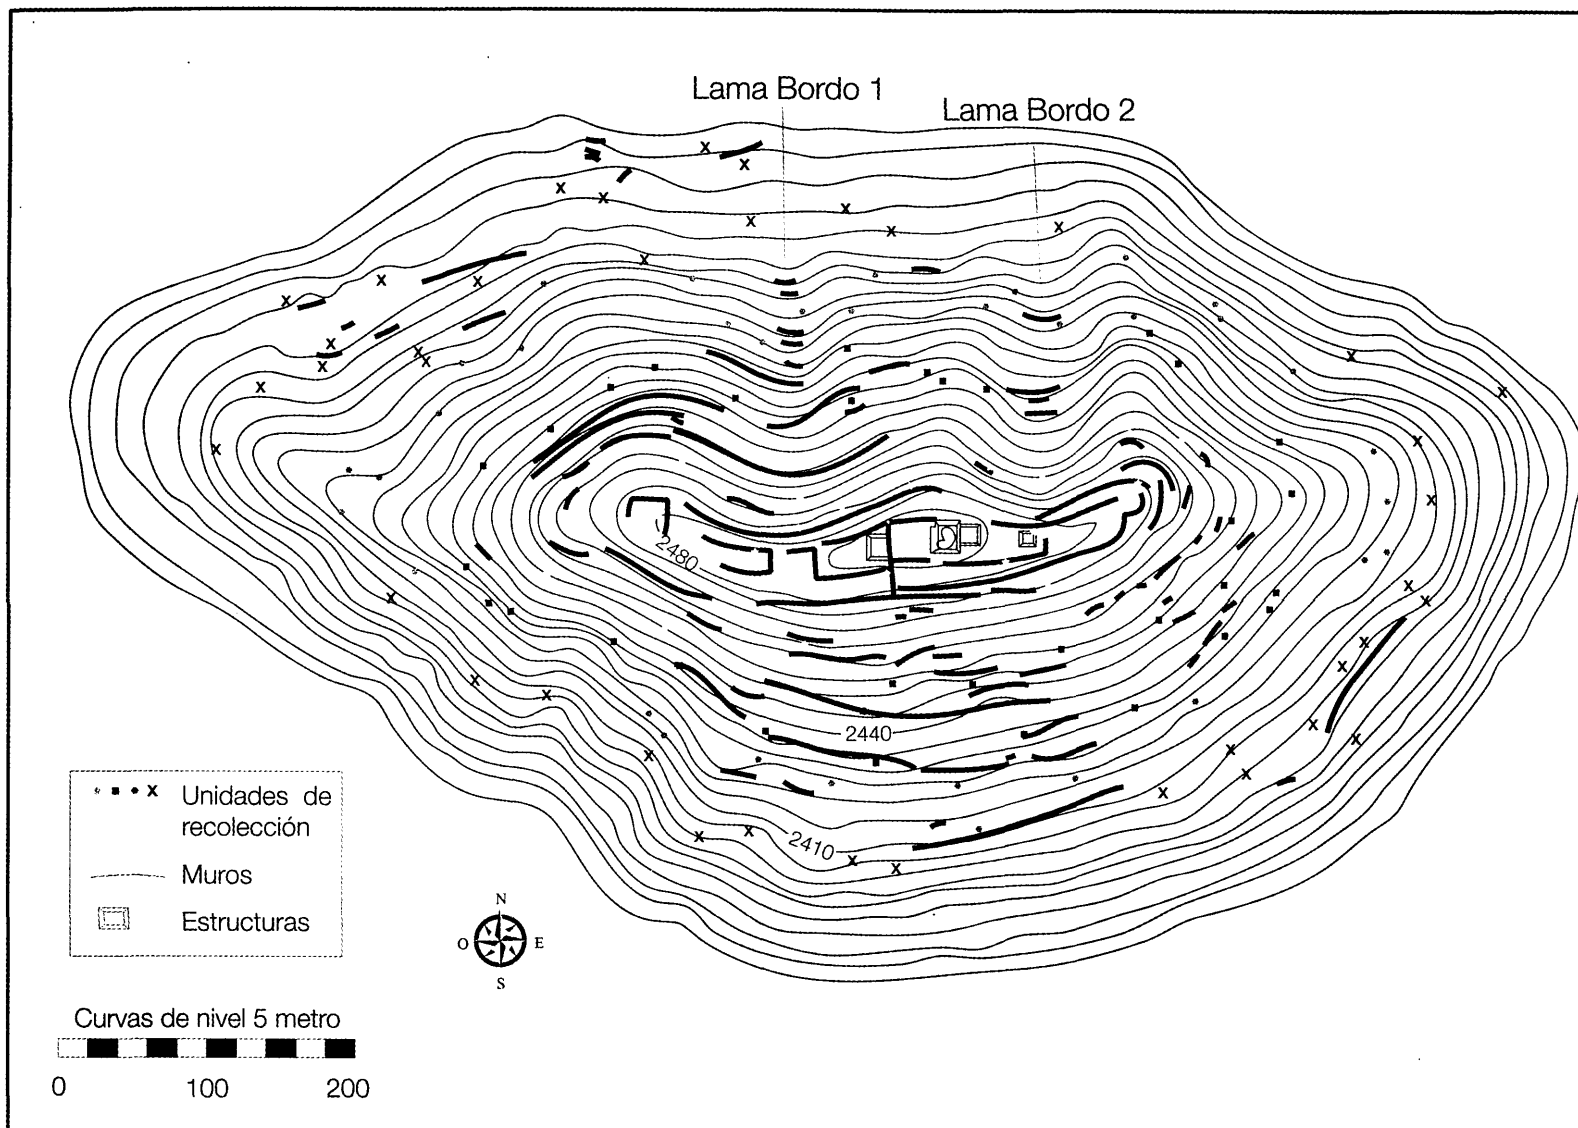 Lama Bordo 1
Lama Bordo 2
2480
2440
2410
x Unidades de
recolección
Muros
Estructuras
N
O E
S
Curvas de nivel 5 metro
0 100 200